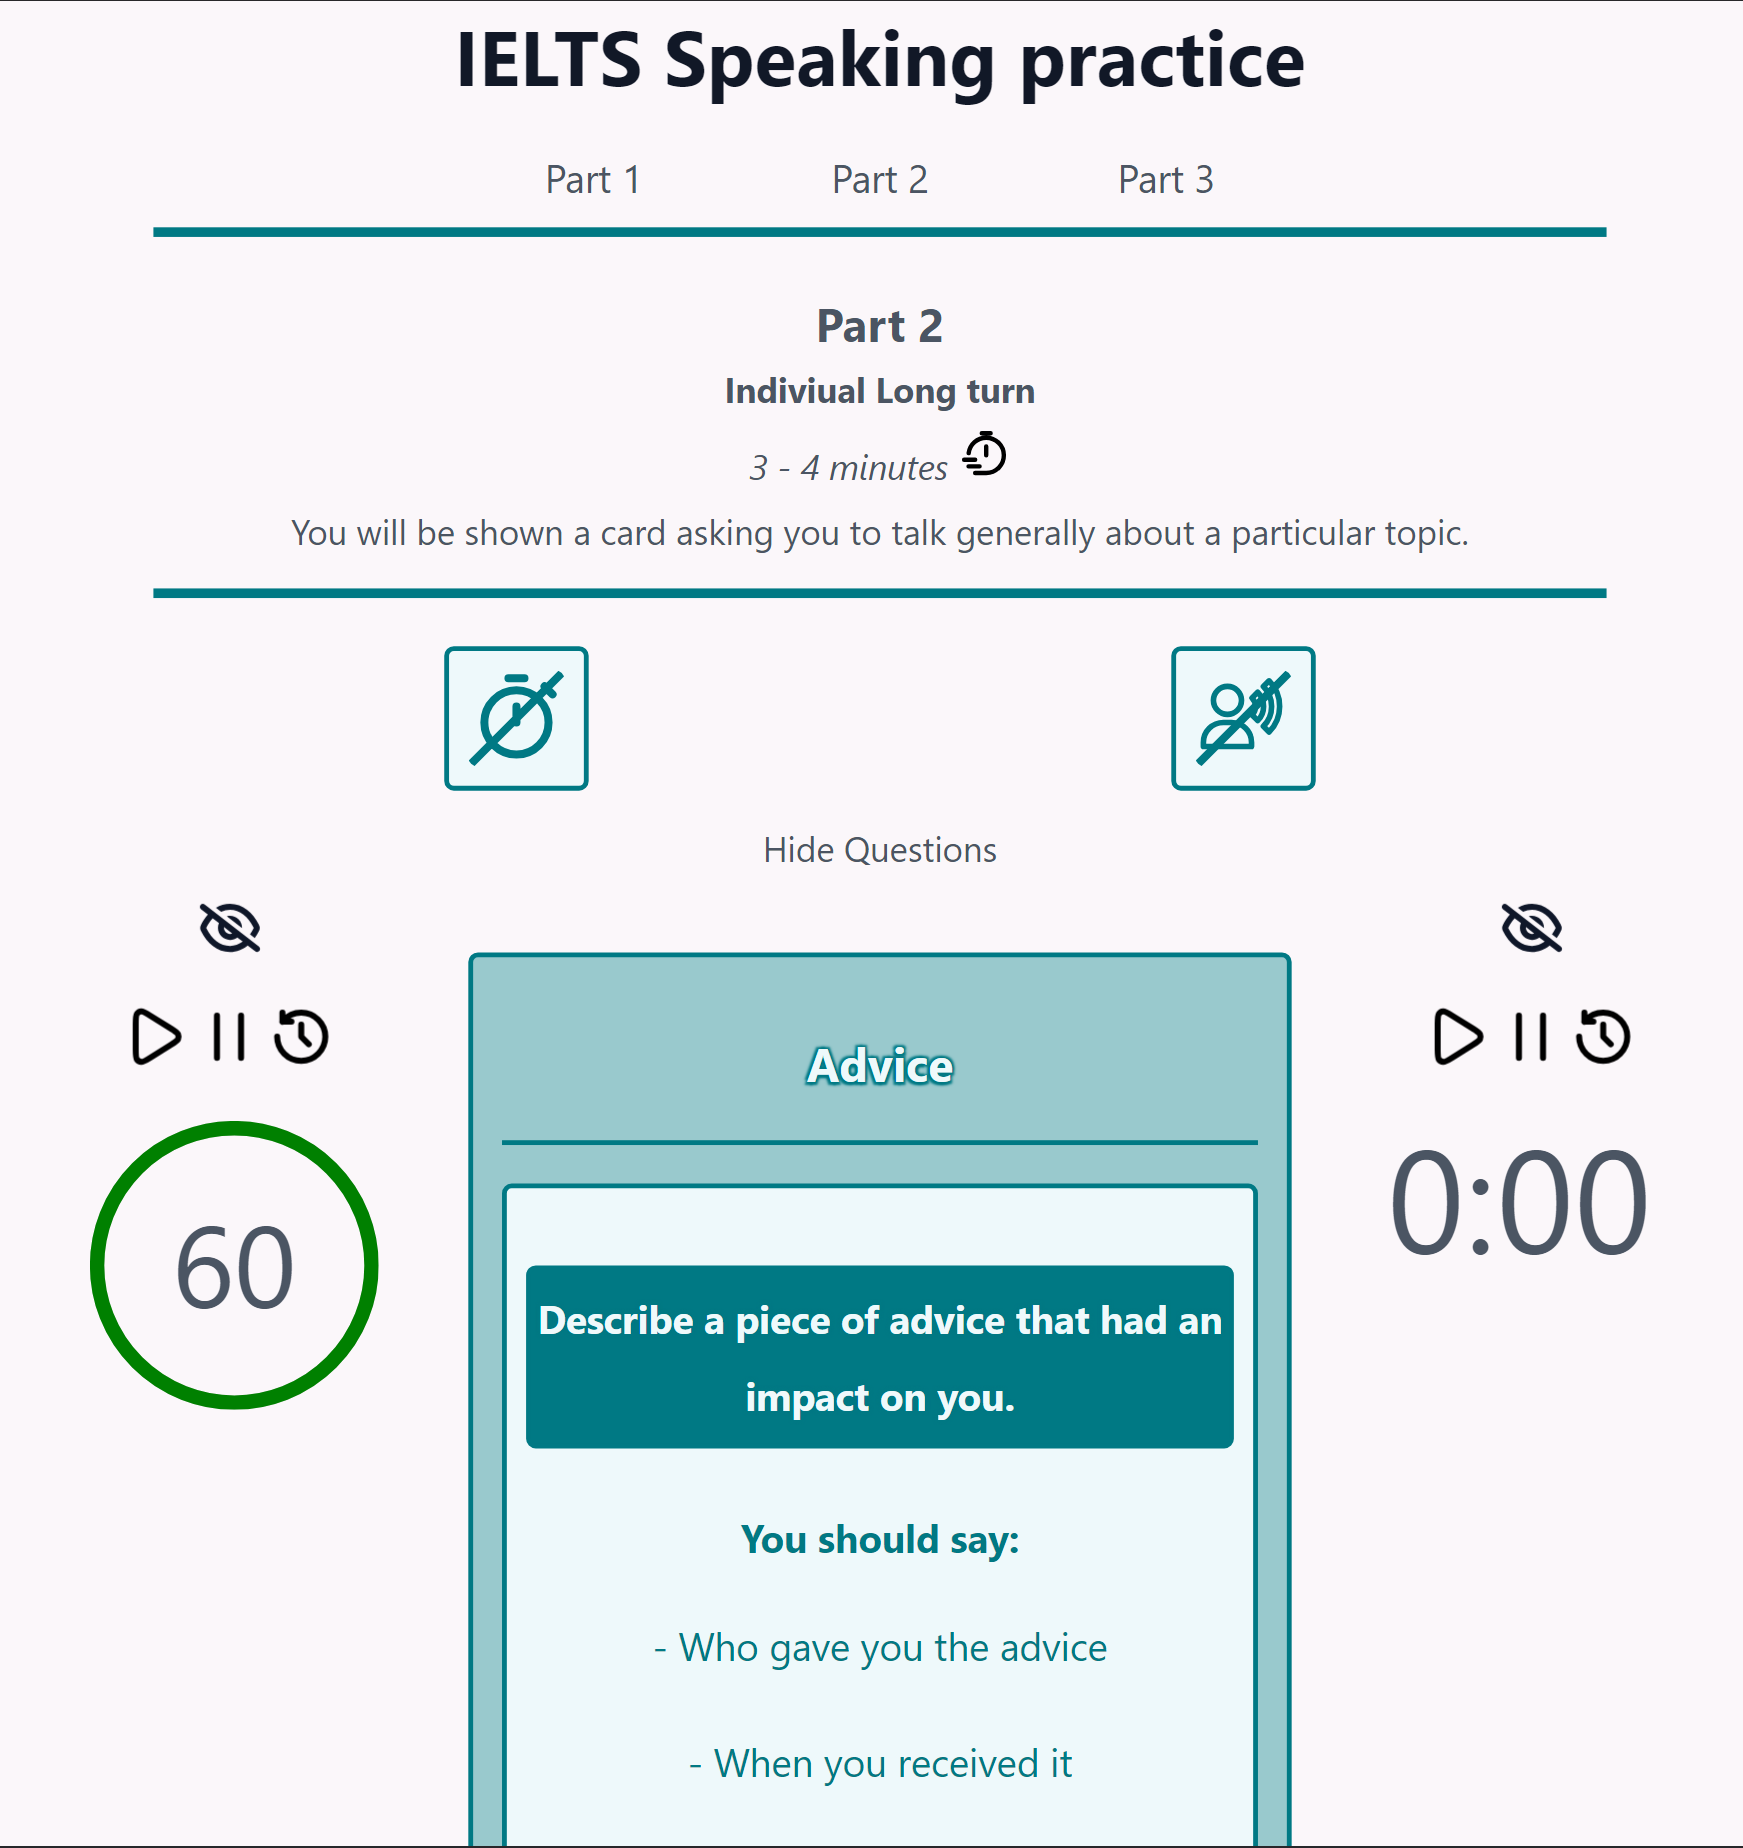 IELTS Speaking practice
Part 1 Part 2 Part 3
Part 2
Indiviual Long turn
3 - 4 minutes
You will be shown a card asking you to talk generally about a particular topic.
Hide Questions
Advice
60
0:00
Describe a piece of advice that had an
impact on you.
You should say:
- Who gave you the advice
- When you received it